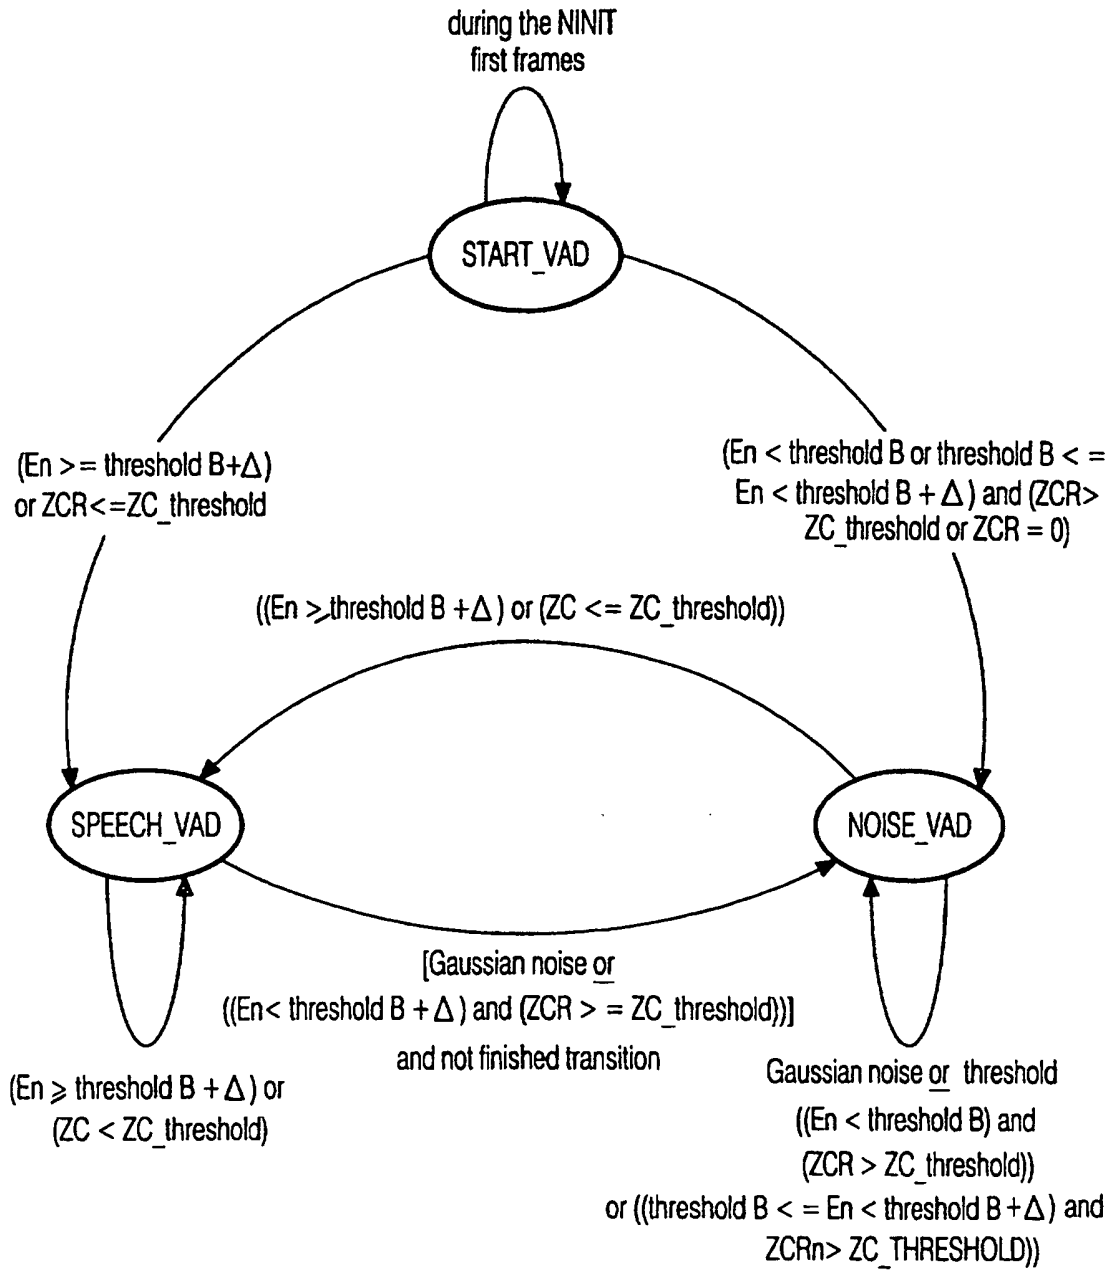 during the NINIT
first frames
START_VAD
(En >= threshold B+Δ)
or ZCR<=ZC_threshold
(En < threshold B or threshold B < =
En < threshold B + Δ) and (ZCR>
ZC_threshold or ZCR = 0)
((En ⩾ threshold B +Δ) or (ZC <= ZC_threshold))
SPEECH_VAD
NOISE_VAD
[Gaussian noise or
((En< threshold B + Δ) and (ZCR > = ZC_threshold))]
and not finished transition
(En ⩾ threshold B + Δ) or
(ZC < ZC_threshold)
Gaussian noise or threshold
((En < threshold B) and
(ZCR > ZC_threshold))
or ((threshold B < = En < threshold B +Δ) and
ZCRn> ZC_THRESHOLD))